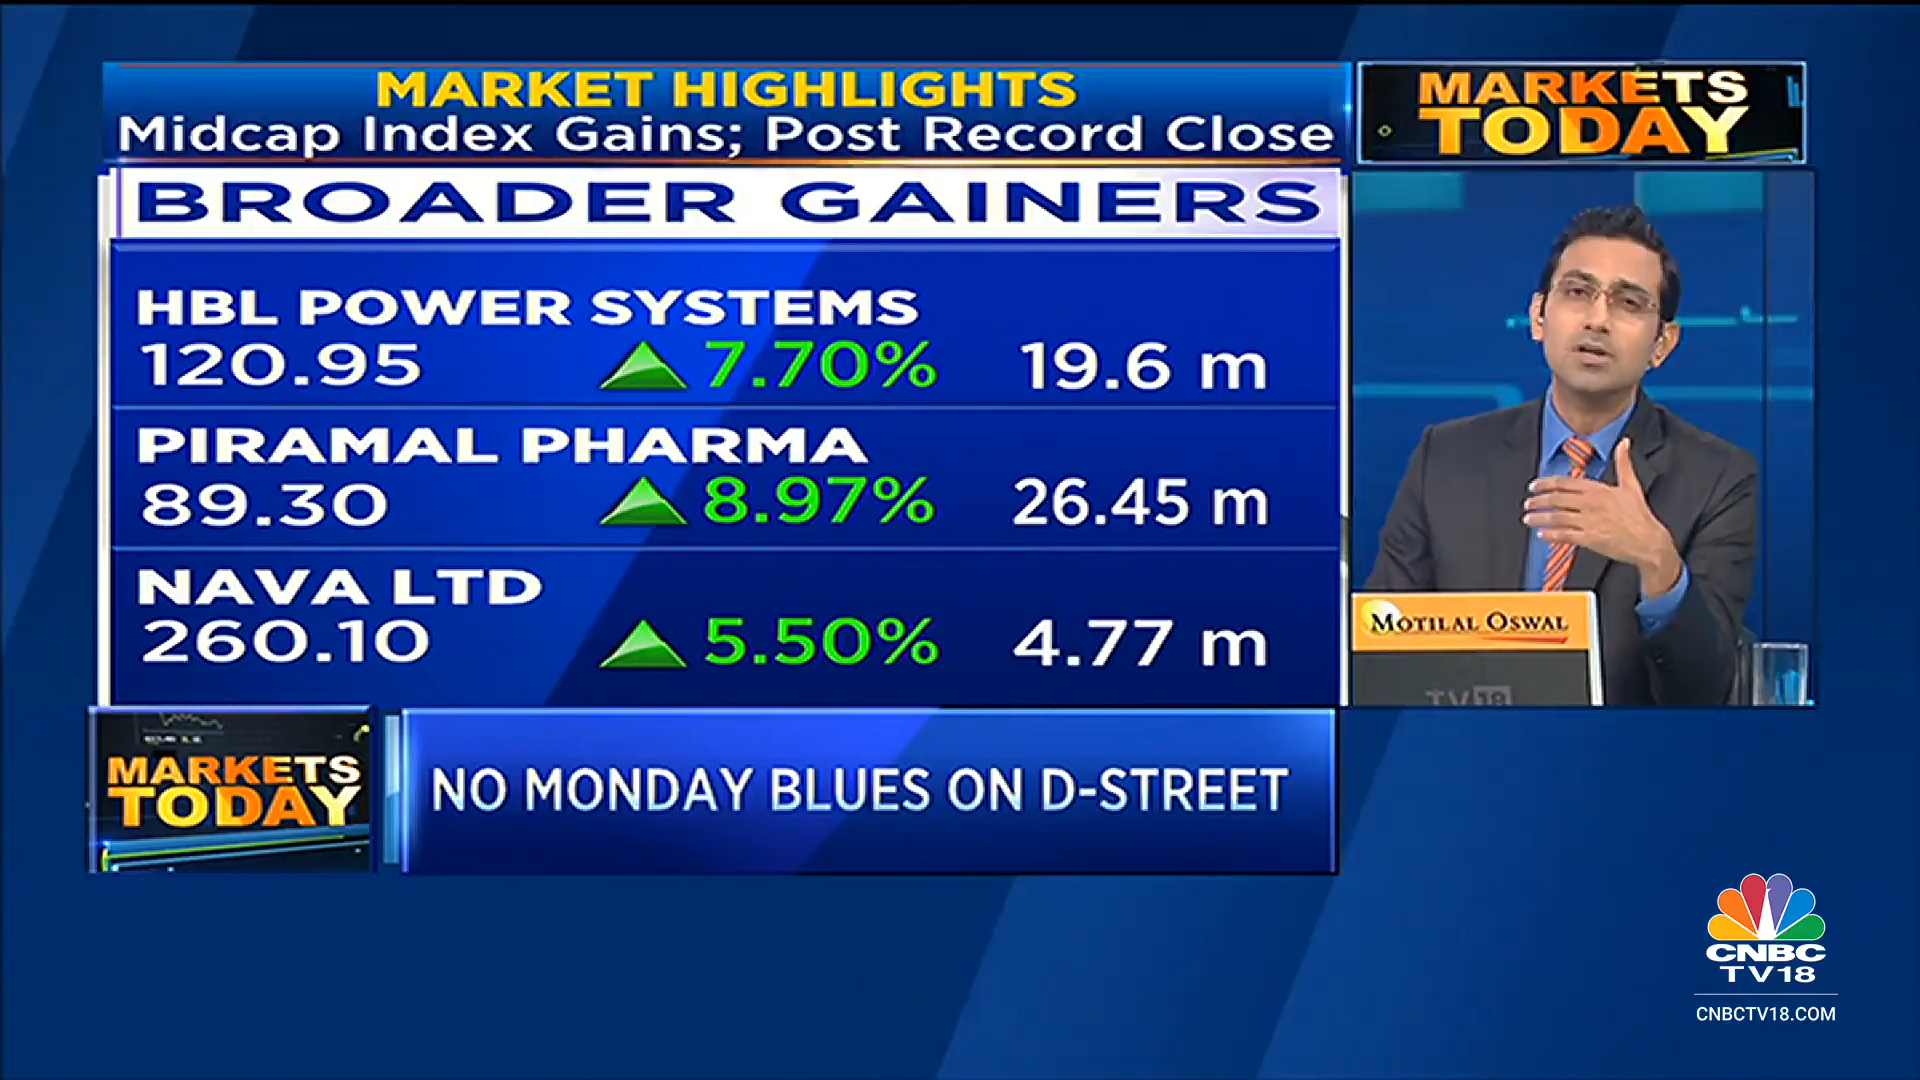 MARKET HIGHLIGHTS
Midcap Index Gains; Post Record Close
MARKETS
TODAY
BROADER GAINERS
HBL POWER SYSTEMS
120.95 7.70% 19.6 m
PIRAMAL PHARMA
89.30 8.97% 26.45 m
NAVA LTD
260.10 5.50% 4.77 m
MOTILAL OSWAL
TV18
MARKETS
TODAY
NO MONDAY BLUES ON D-STREET
CNBC
TV18
CNBCTV18.COM